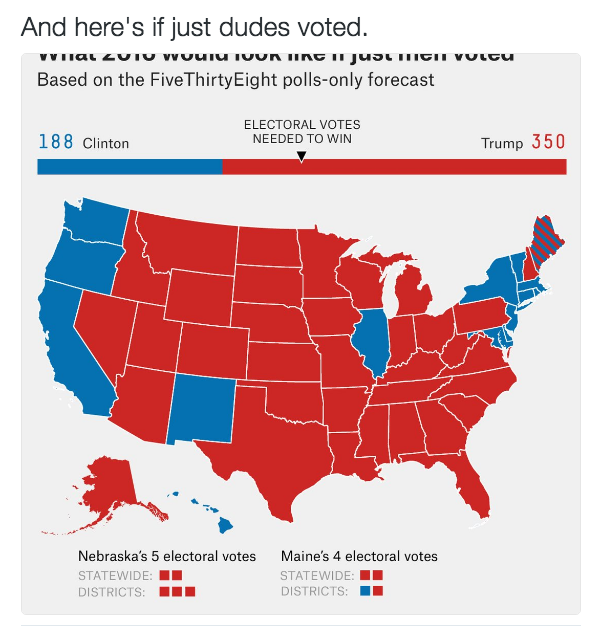 And here's if just dudes voted.
What 2016 would look like if just men voted
Based on the FiveThirtyEight polls-only forecast
ELECTORAL VOTES
NEEDED TO WIN
188 Clinton
Trump 350
Nebraska's 5 electoral votes
STATEWIDE:
DISTRICTS:
Maine's 4 electoral votes
STATEWIDE:
DISTRICTS: